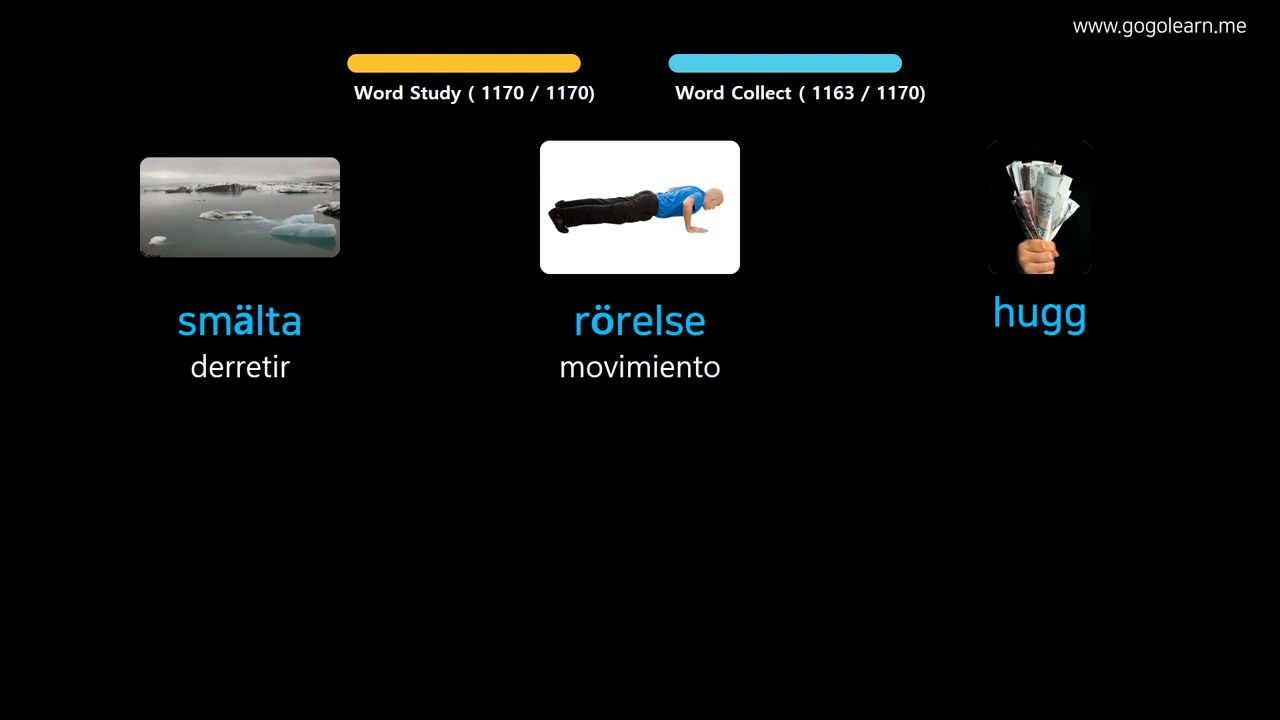 www.gogolearn.me
Word Study ( 1170 / 1170)
Word Collect ( 1163 / 1170)
smälta
derretir
rörelse
movimiento
hugg